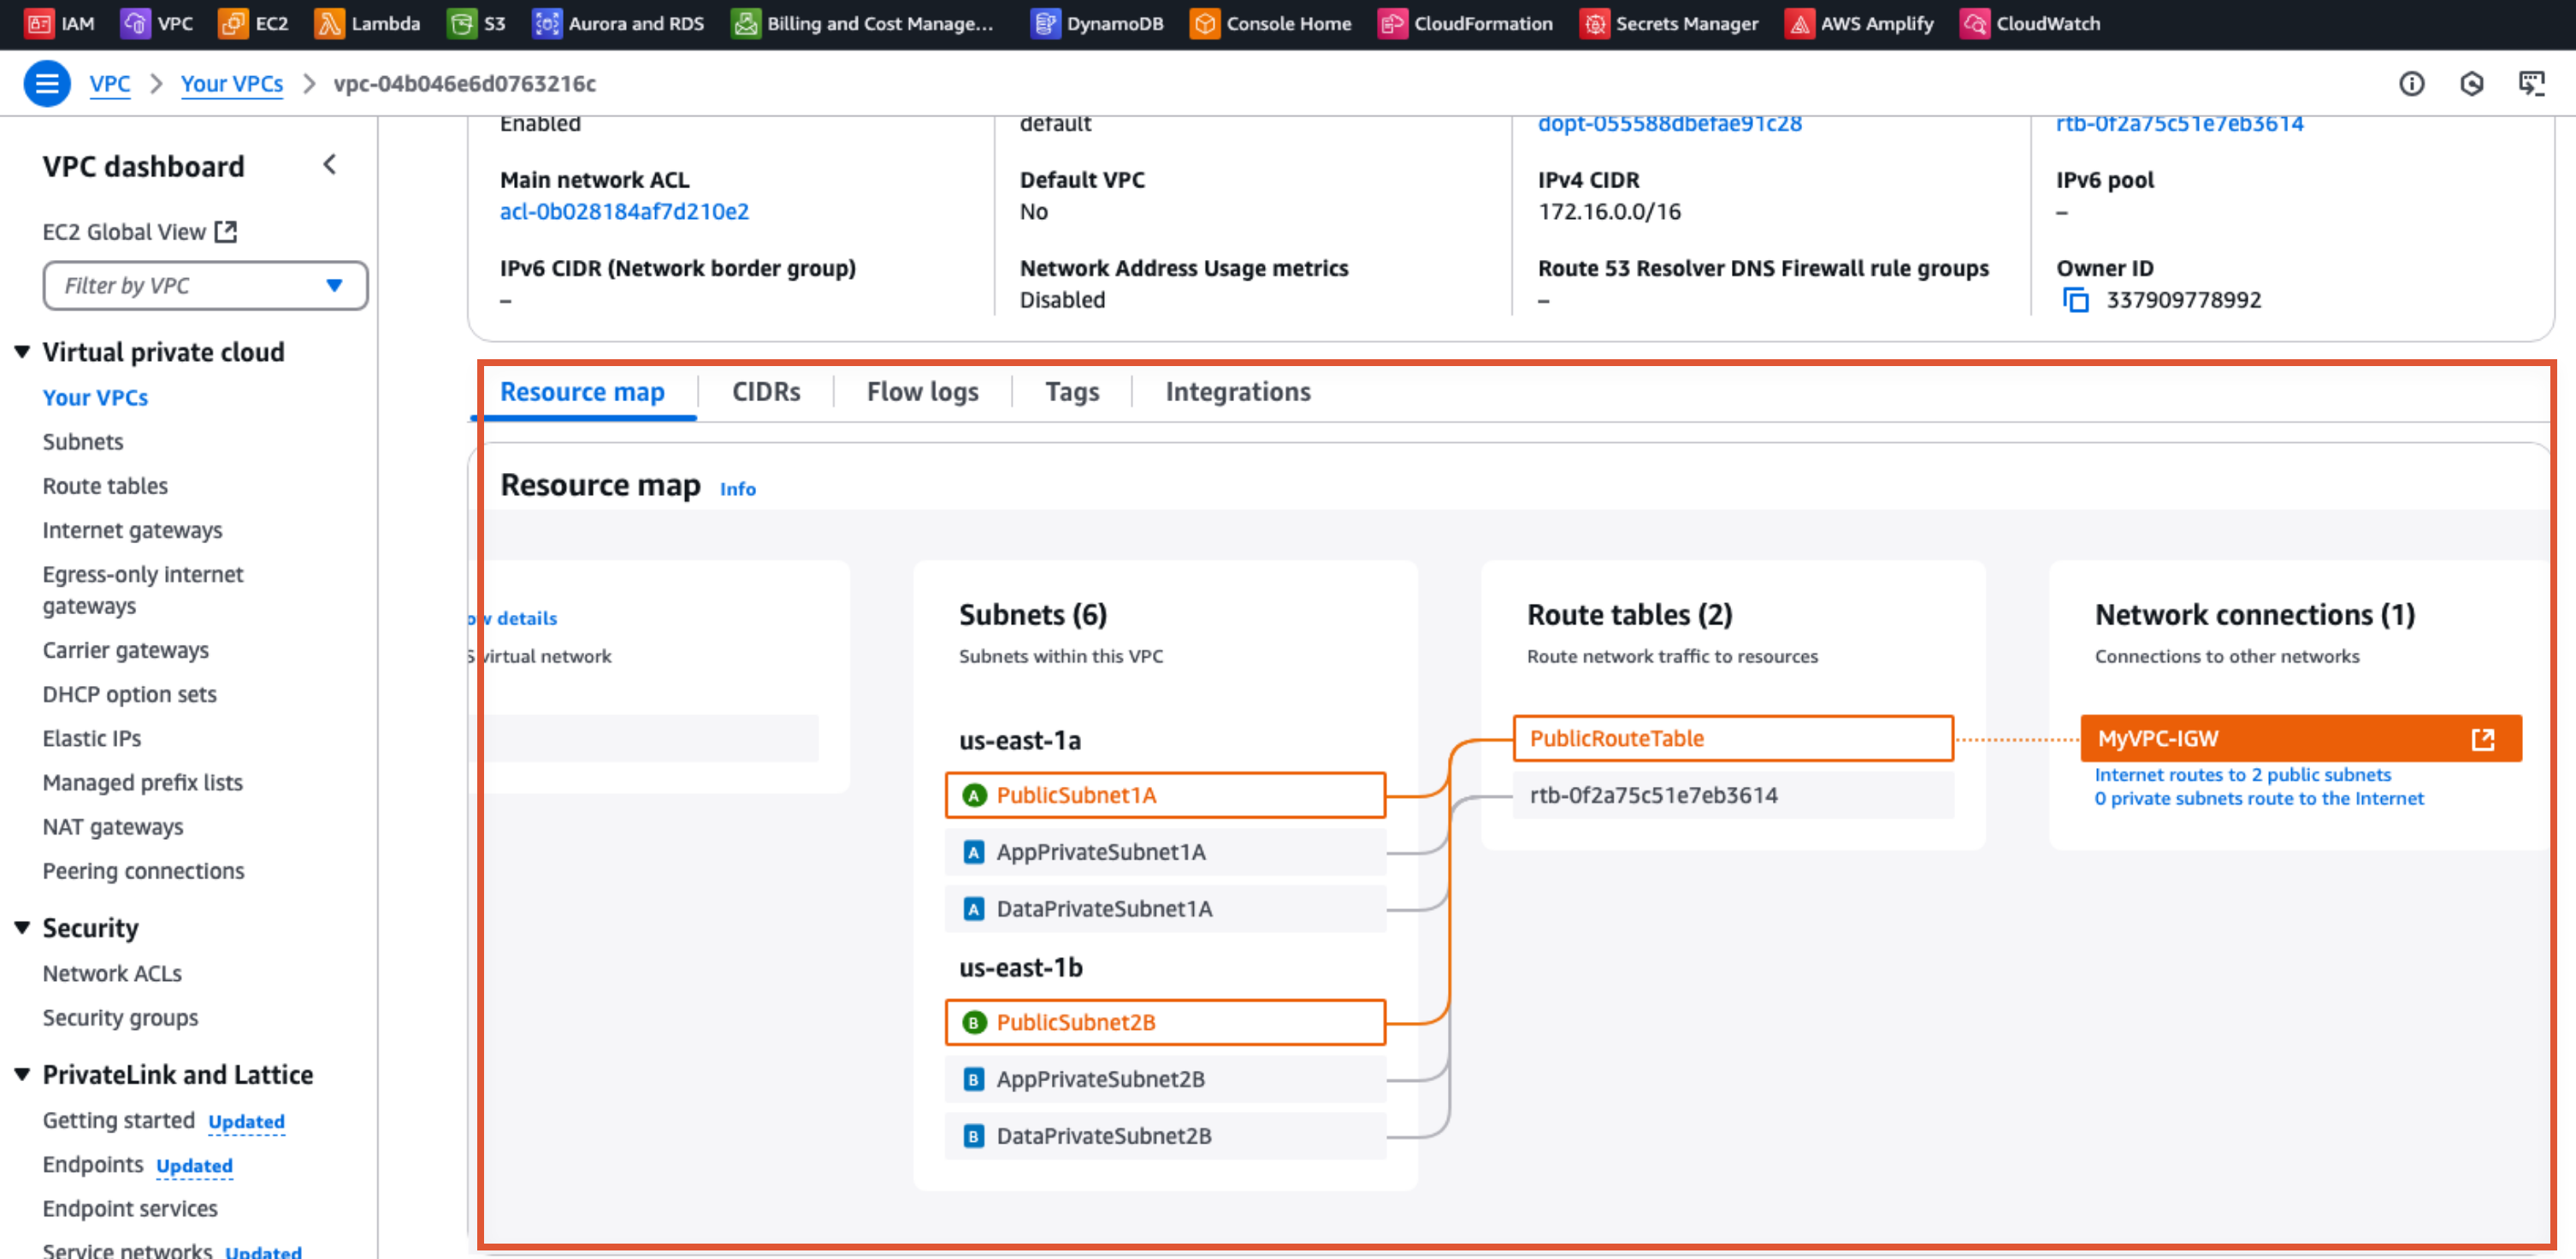 IAM VPC EC2 Lambda S3 Aurora and RDS Billing and Cost Manage... DynamoDB Console Home CloudFormation Secrets Manager AWS Amplify CloudWatch
VPC > Your VPCs > vpc-04b046e6d0763216c
VPC dashboard
EC2 Global View
Filter by VPC
Virtual private cloud
Your VPCs
Subnets
Route tables
Internet gateways
Egress-only internet
gateways
Carrier gateways
DHCP option sets
Elastic IPs
Managed prefix lists
NAT gateways
Peering connections
Security
Network ACLs
Security groups
PrivateLink and Lattice
Getting started Updated
Endpoints Updated
Endpoint services
Service networks Updated
Enabled
default
dopt-055588dbefae91c28
rtb-0f2a75c51e7eb3614
Main network ACL
acl-0b028184af7d210e2
Default VPC
No
IPv4 CIDR
172.16.0.0/16
IPv6 pool
–
IPv6 CIDR (Network border group)
–
Network Address Usage metrics
Disabled
Route 53 Resolver DNS Firewall rule groups
–
Owner ID
337909778992
Resource map CIDRs Flow logs Tags Integrations
Resource map Info
ow details
S virtual network
Subnets (6)
Subnets within this VPC
us-east-1a
A PublicSubnet1A
A AppPrivateSubnet1A
A DataPrivateSubnet1A
us-east-1b
B PublicSubnet2B
B AppPrivateSubnet2B
B DataPrivateSubnet2B
Route tables (2)
Route network traffic to resources
PublicRouteTable
rtb-0f2a75c51e7eb3614
Network connections (1)
Connections to other networks
MyVPC-IGW
Internet routes to 2 public subnets
0 private subnets route to the Internet